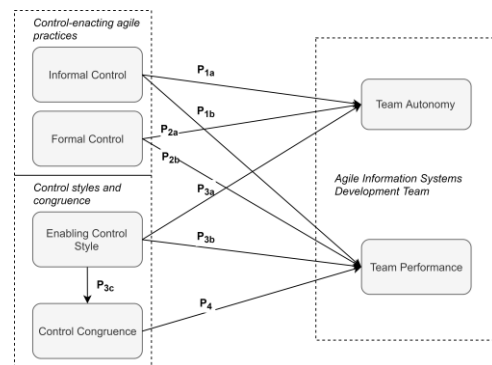 Control-enacting agile
practices
Informal Control
Formal Control
Control styles and
congruence
Enabling Control
Style
Control Congruence
P1a
P1b
P2a
P2b
P3a
P3b
P3c
P4
Team Autonomy
Agile Information Systems
Development Team
Team Performance